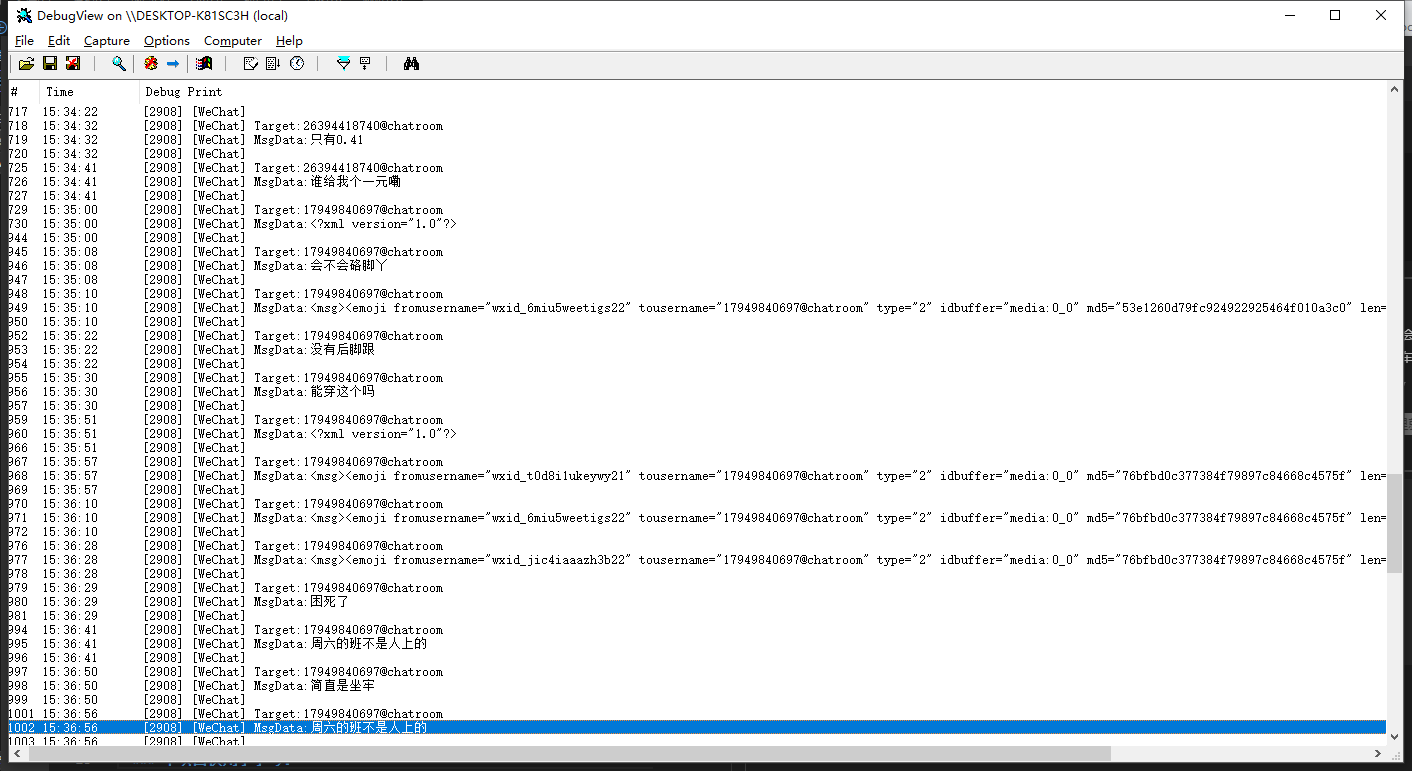 DebugView on \\DESKTOP-K81SC3H (local)
File Edit Capture Options Computer Help
# Time Debug Print
717 15:34:22 [2908] [WeChat]
718 15:34:32 [2908] [WeChat] Target:26394418740@chatroom
719 15:34:32 [2908] [WeChat] MsgData:只有0.41
720 15:34:32 [2908] [WeChat]
725 15:34:41 [2908] [WeChat] Target:26394418740@chatroom
726 15:34:41 [2908] [WeChat] MsgData:谁给我个一元嘞
727 15:34:41 [2908] [WeChat]
729 15:35:00 [2908] [WeChat] Target:17949840697@chatroom
730 15:35:00 [2908] [WeChat] MsgData:<?xml version="1.0"?>
944 15:35:00 [2908] [WeChat]
945 15:35:08 [2908] [WeChat] Target:17949840697@chatroom
946 15:35:08 [2908] [WeChat] MsgData:会不会硌脚丫
947 15:35:08 [2908] [WeChat]
948 15:35:10 [2908] [WeChat] Target:17949840697@chatroom
949 15:35:10 [2908] [WeChat] MsgData:<msg><emoji fromusername="wxid_6miu5weetigs22" tousername="17949840697@chatroom" type="2" idbuffer="media:0_0" md5="53e1260d79fc924922925464f010a3c0" len=
950 15:35:10 [2908] [WeChat]
952 15:35:22 [2908] [WeChat] Target:17949840697@chatroom
953 15:35:22 [2908] [WeChat] MsgData:没有后脚跟
954 15:35:22 [2908] [WeChat]
955 15:35:30 [2908] [WeChat] Target:17949840697@chatroom
956 15:35:30 [2908] [WeChat] MsgData:能穿这个吗
957 15:35:30 [2908] [WeChat]
959 15:35:51 [2908] [WeChat] Target:17949840697@chatroom
960 15:35:51 [2908] [WeChat] MsgData:<?xml version="1.0"?>
966 15:35:51 [2908] [WeChat]
967 15:35:57 [2908] [WeChat] Target:17949840697@chatroom
968 15:35:57 [2908] [WeChat] MsgData:<msg><emoji fromusername="wxid_t0d8i1ukeywy21" tousername="17949840697@chatroom" type="2" idbuffer="media:0_0" md5="76bfbd0c377384f79897c84668c4575f" len=
969 15:35:57 [2908] [WeChat]
970 15:36:10 [2908] [WeChat] Target:17949840697@chatroom
971 15:36:10 [2908] [WeChat] MsgData:<msg><emoji fromusername="wxid_6miu5weetigs22" tousername="17949840697@chatroom" type="2" idbuffer="media:0_0" md5="76bfbd0c377384f79897c84668c4575f" len=
972 15:36:10 [2908] [WeChat]
976 15:36:28 [2908] [WeChat] Target:17949840697@chatroom
977 15:36:28 [2908] [WeChat] MsgData:<msg><emoji fromusername="wxid_jic4iaaazh3b22" tousername="17949840697@chatroom" type="2" idbuffer="media:0_0" md5="76bfbd0c377384f79897c84668c4575f" len=
978 15:36:28 [2908] [WeChat]
979 15:36:29 [2908] [WeChat] Target:17949840697@chatroom
980 15:36:29 [2908] [WeChat] MsgData:困死了
981 15:36:29 [2908] [WeChat]
994 15:36:41 [2908] [WeChat] Target:17949840697@chatroom
995 15:36:41 [2908] [WeChat] MsgData:周六的班不是人上的
996 15:36:41 [2908] [WeChat]
997 15:36:50 [2908] [WeChat] Target:17949840697@chatroom
998 15:36:50 [2908] [WeChat] MsgData:简直是坐牢
999 15:36:50 [2908] [WeChat]
1001 15:36:56 [2908] [WeChat] Target:17949840697@chatroom
1002 15:36:56 [2908] [WeChat] MsgData:周六的班不是人上的
1003 15:36:56 [2908] [WeChat]